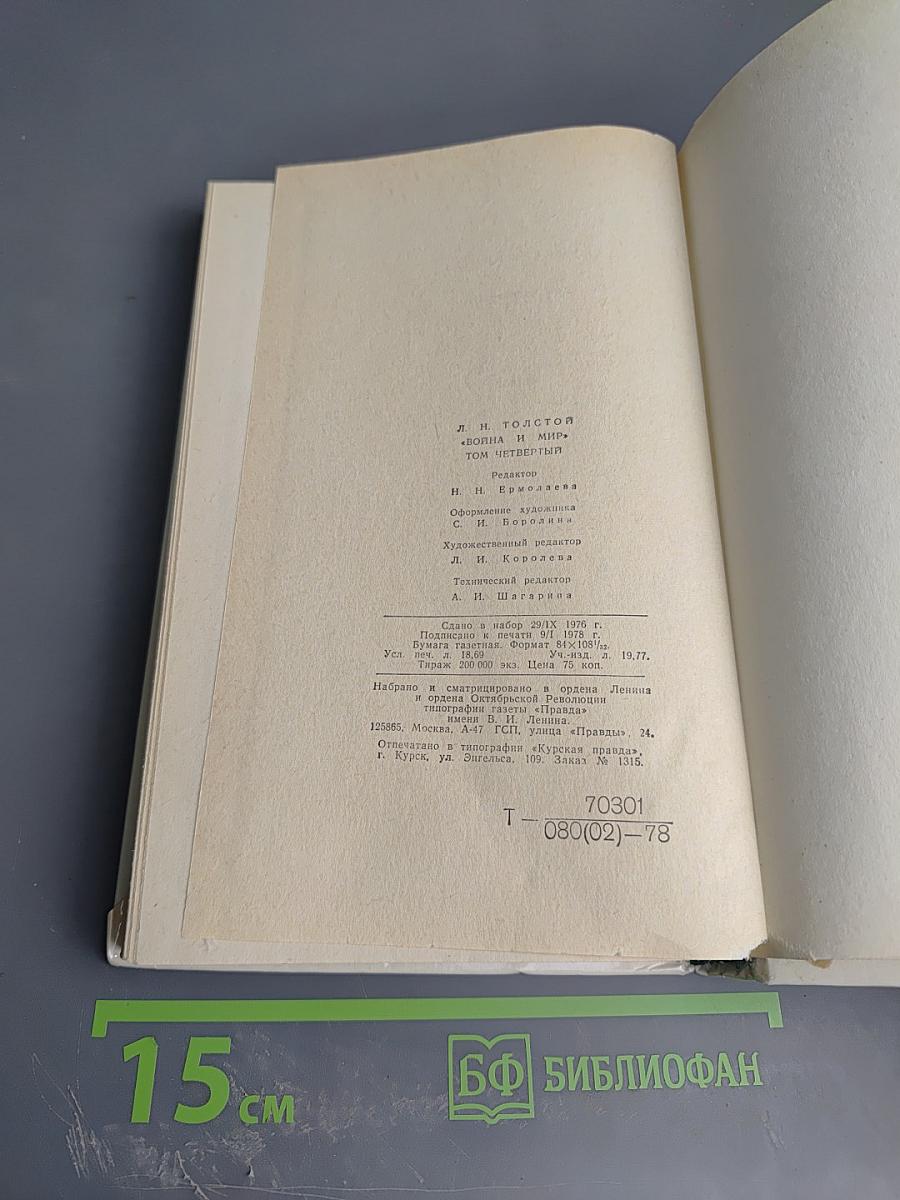 Л. Н. ТОЛСТОЙ
«ВОЙНА И МИР»
ТОМ ЧЕТВЕРТЫЙ
Редактор
Н. Н. Ермолаева
Оформление художника
С. И. Бородина
Художественный редактор
Л. И. Королева
Технический редактор
А. И. Шагарина
Сдано в набор 29/IX 1976 г.
Подписано к печати 9/I 1978 г.
Бумага газетная. Формат 84×108¹/₃₂.
Усл. печ. л. 18,69 Уч.-изд. л. 19,77.
Тираж 200 000 экз. Цена 75 коп.
Набрано и сматрицировано в ордена Ленина
и ордена Октябрьской Революции
типографии газеты «Правда»
имени В. И. Ленина.
125865, Москва, А-47 ГСП, улица «Правды», 24.
Отпечатано в типографии «Курская правда»,
г. Курск, ул. Энгельса, 109. Заказ № 1315.
70301
Т —
080(02)—78
15 см
БФ БИБЛИОФАН